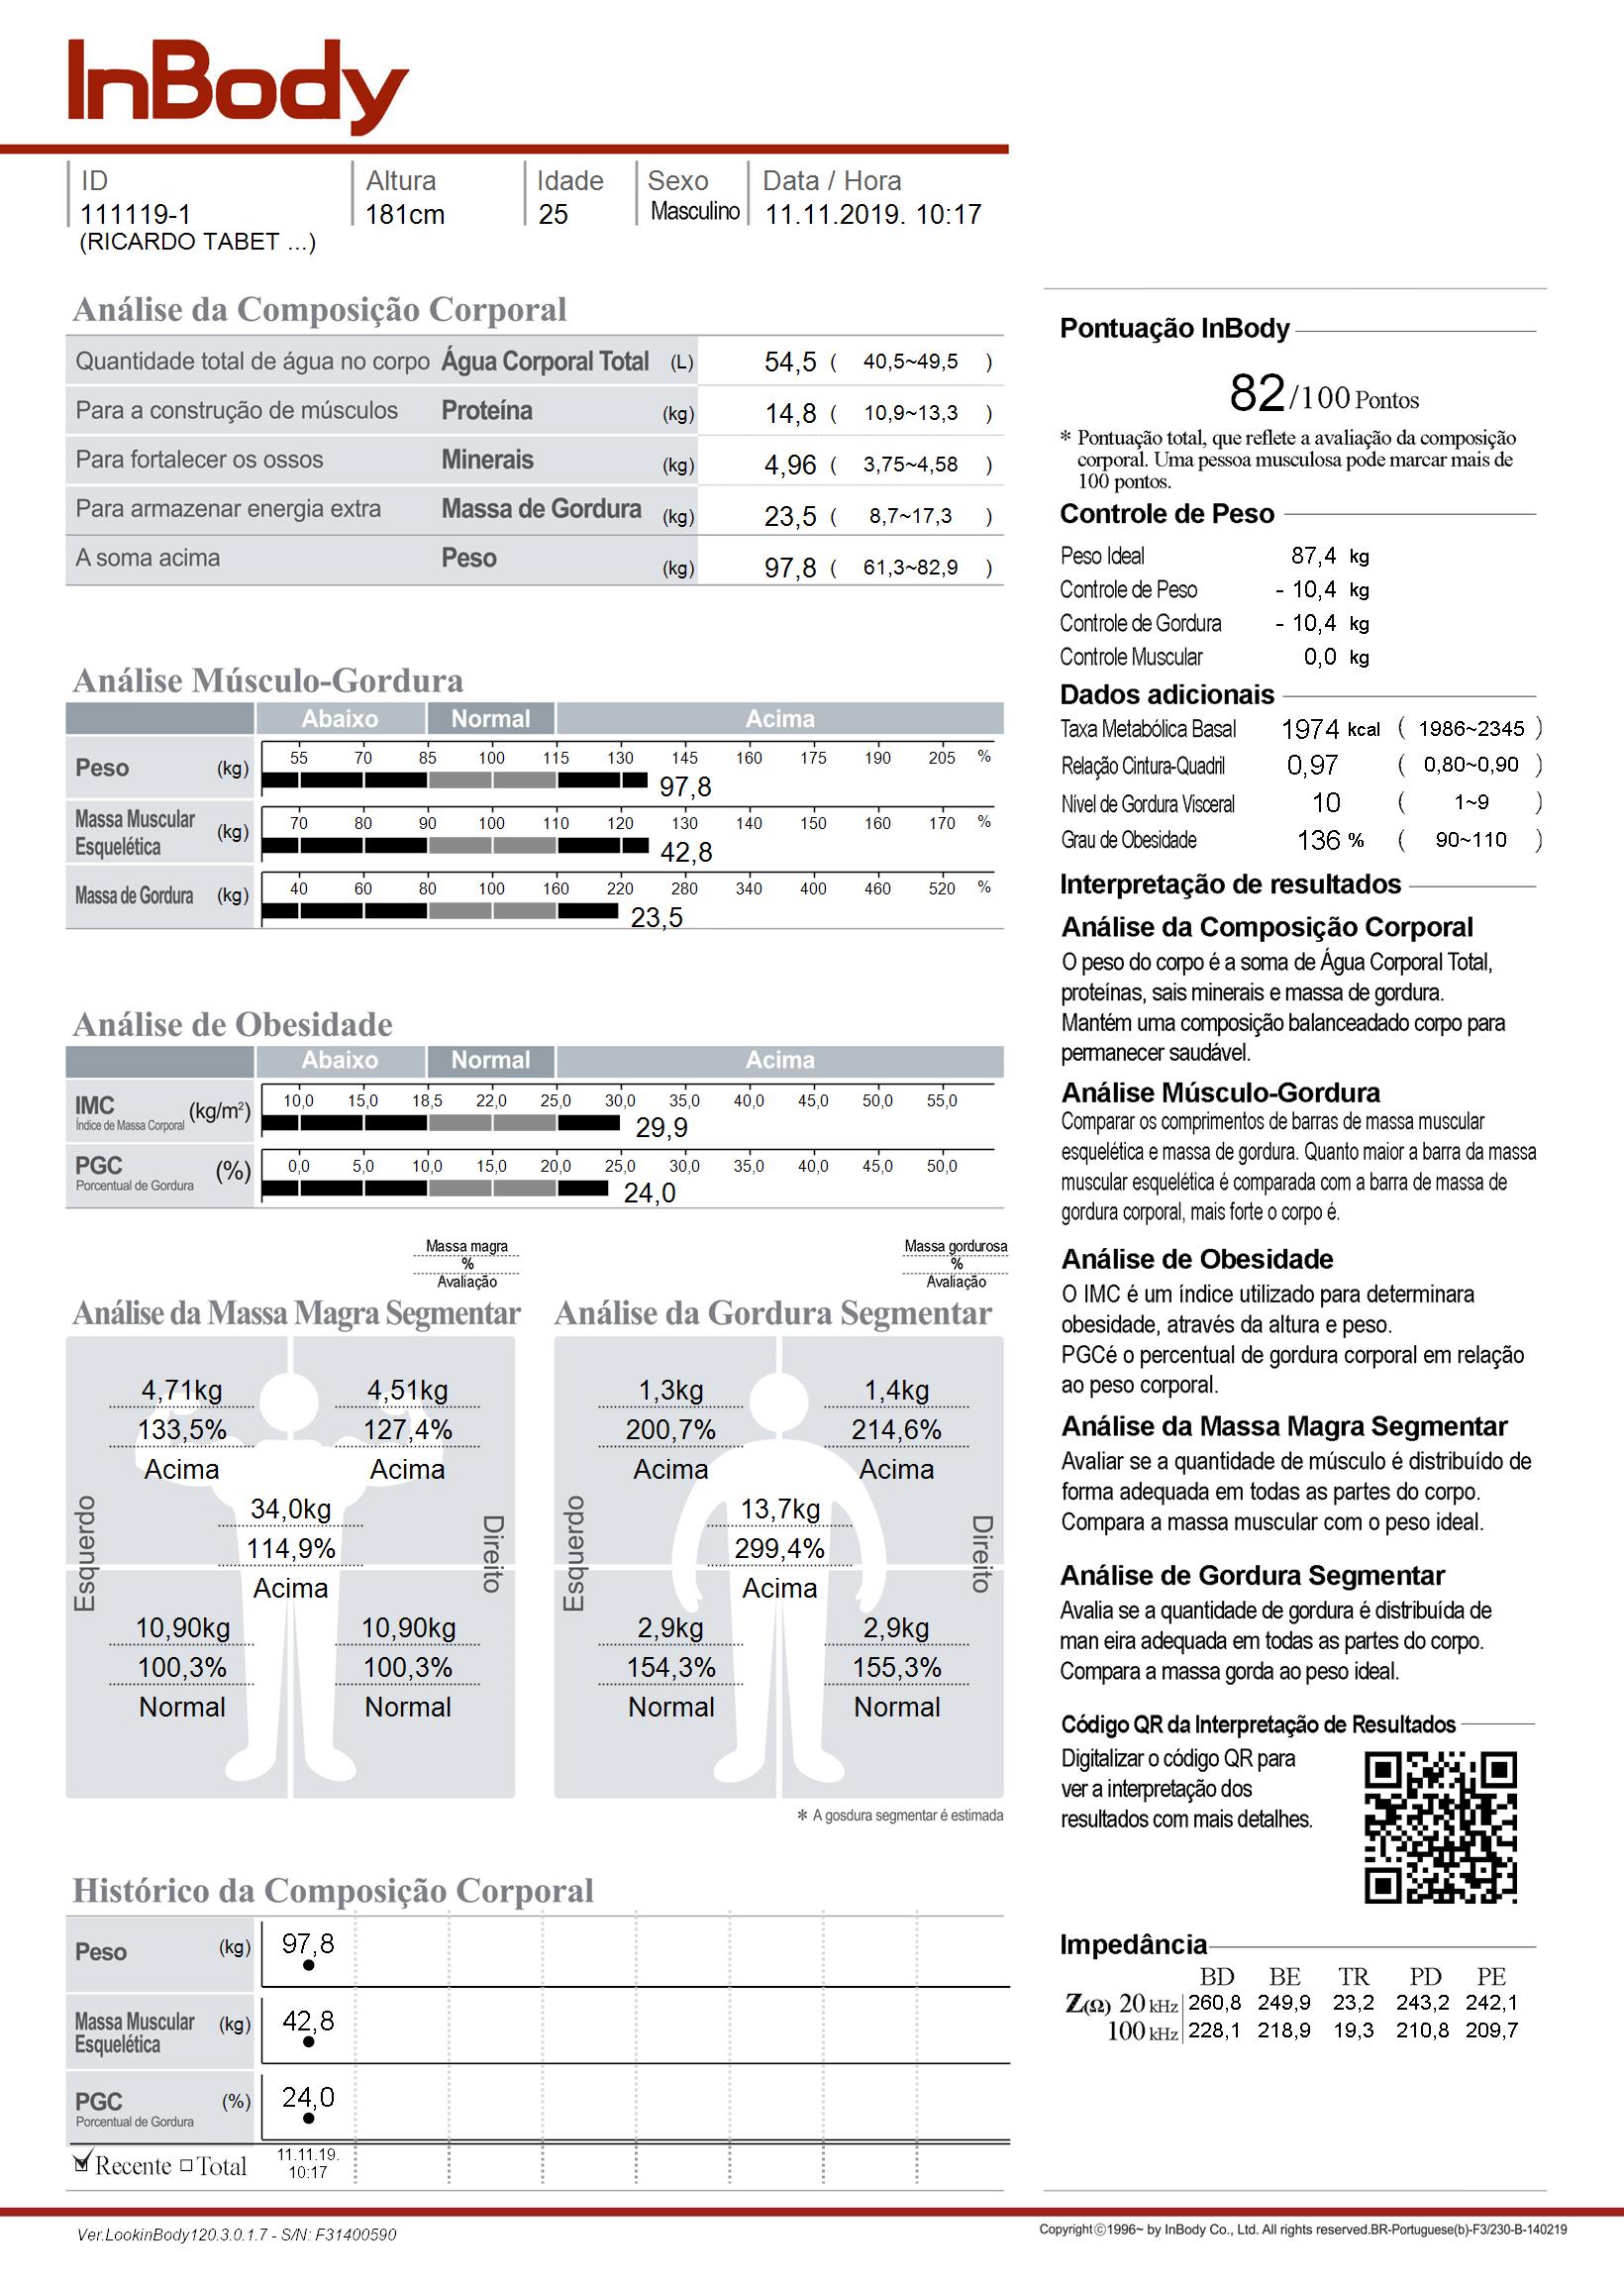 InBody
ID Altura Idade Sexo Data / Hora
111119-1 181cm 25 Masculino 11.11.2019. 10:17
(RICARDO TABET ...)
Análise da Composição Corporal
Quantidade total de água no corpo Água Corporal Total (L) 54,5 ( 40,5~49,5 )
Para a construção de músculos Proteína (kg) 14,8 ( 10,9~13,3 )
Para fortalecer os ossos Minerais (kg) 4,96 ( 3,75~4,58 )
Para armazenar energia extra Massa de Gordura (kg) 23,5 ( 8,7~17,3 )
A soma acima Peso (kg) 97,8 ( 61,3~82,9 )
Análise Músculo-Gordura
Abaixo Normal Acima
Peso (kg) 55 70 85 100 115 130 145 160 175 190 205 %
97,8
Massa Muscular Esquelética (kg) 70 80 90 100 110 120 130 140 150 160 170 %
42,8
Massa de Gordura (kg) 40 60 80 100 160 220 280 340 400 460 520 %
23,5
Análise de Obesidade
Abaixo Normal Acima
IMC (kg/m²) 10,0 15,0 18,5 22,0 25,0 30,0 35,0 40,0 45,0 50,0 55,0
Índice de Massa Corporal 29,9
PGC (%) 0,0 5,0 10,0 15,0 20,0 25,0 30,0 35,0 40,0 45,0 50,0
Porcentual de Gordura 24,0
Massa magra
%
Avaliação
Análise da Massa Magra Segmentar
4,71kg 4,51kg
133,5% 127,4%
Acima Acima
34,0kg
114,9%
Acima
Esquerdo Direito
10,90kg 10,90kg
100,3% 100,3%
Normal Normal
Massa gordurosa
%
Avaliação
Análise da Gordura Segmentar
1,3kg 1,4kg
200,7% 214,6%
Acima Acima
13,7kg
299,4%
Acima
Esquerdo Direito
2,9kg 2,9kg
154,3% 155,3%
Normal Normal
* A gosdura segmentar é estimada
Histórico da Composição Corporal
Peso (kg) 97,8
Massa Muscular Esquelética (kg) 42,8
PGC (%) 24,0
Porcentual de Gordura
Recente Total 11.11.19.
10:17
Ver.LookinBody120.3.0.1.7 - S/N: F31400590
Pontuação InBody
82/100 Pontos
* Pontuação total, que reflete a avaliação da composição
corporal. Uma pessoa musculosa pode marcar mais de
100 pontos.
Controle de Peso
Peso Ideal 87,4 kg
Controle de Peso - 10,4 kg
Controle de Gordura - 10,4 kg
Controle Muscular 0,0 kg
Dados adicionais
Taxa Metabólica Basal 1974 kcal ( 1986~2345 )
Relação Cintura-Quadril 0,97 ( 0,80~0,90 )
Nível de Gordura Visceral 10 ( 1~9 )
Grau de Obesidade 136 % ( 90~110 )
Interpretação de resultados
Análise da Composição Corporal
O peso do corpo é a soma de Água Corporal Total,
proteínas, sais minerais e massa de gordura.
Mantém uma composição balanceadado corpo para
permanecer saudável.
Análise Músculo-Gordura
Comparar os comprimentos de barras de massa muscular
esquelética e massa de gordura. Quanto maior a barra da massa
muscular esquelética é comparada com a barra de massa de
gordura corporal, mais forte o corpo é.
Análise de Obesidade
O IMC é um índice utilizado para determinara
obesidade, através da altura e peso.
PGCé o percentual de gordura corporal em relação
ao peso corporal.
Análise da Massa Magra Segmentar
Avaliar se a quantidade de músculo é distribuído de
forma adequada em todas as partes do corpo.
Compara a massa muscular com o peso ideal.
Análise de Gordura Segmentar
Avalia se a quantidade de gordura é distribuída de
man eira adequada em todas as partes do corpo.
Compara a massa gorda ao peso ideal.
Código QR da Interpretação de Resultados
Digitalizar o código QR para
ver a interpretação dos
resultados com mais detalhes.
Impedância
BD BE TR PD PE
Z(Ω) 20 kHz 260,8 249,9 23,2 243,2 242,1
100 kHz 228,1 218,9 19,3 210,8 209,7
Copyright©1996~ by InBody Co., Ltd. All rights reserved.BR-Portuguese(b)-F3/230-B-140219